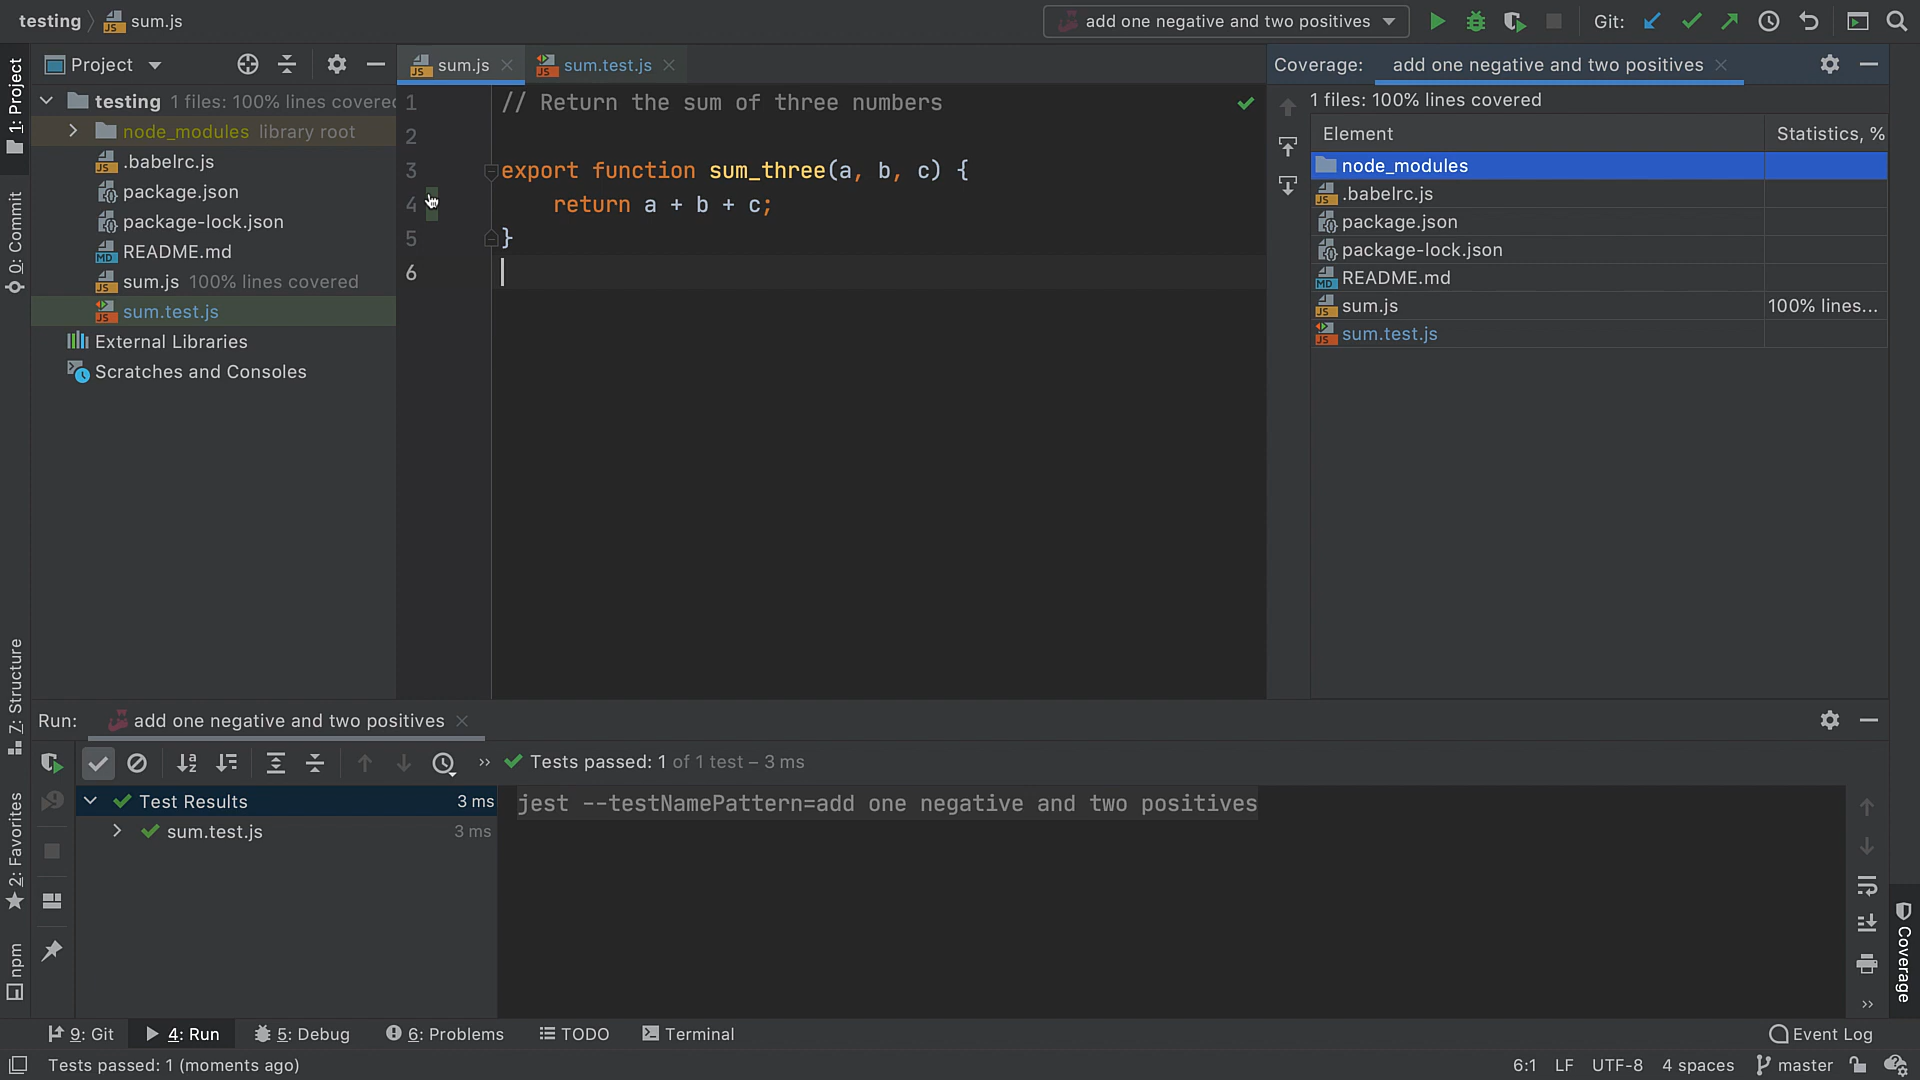 testing
sum.js
add one negative and two positives
Git:
1: Project
0: Commit
Z: Structure
2: Favorites
npm
Project
testing 1 files: 100% lines covered
node_modules library root
.babelrc.js
package.json
package-lock.json
README.md
sum.js 100% lines covered
sum.test.js
External Libraries
Scratches and Consoles
sum.js
sum.test.js
1 // Return the sum of three numbers
2
3 export function sum_three(a, b, c) {
4 return a + b + c;
5 }
6
Coverage: add one negative and two positives
1 files: 100% lines covered
Element Statistics, %
node_modules
.babelrc.js
package.json
package-lock.json
README.md
sum.js 100% lines...
sum.test.js
Run: add one negative and two positives
Tests passed: 1 of 1 test – 3 ms
Test Results 3 ms
sum.test.js 3 ms
jest --testNamePattern=add one negative and two positives
Coverage
9: Git
4: Run
5: Debug
6: Problems
TODO
Terminal
Event Log
Tests passed: 1 (moments ago)
6:1 LF UTF-8 4 spaces master